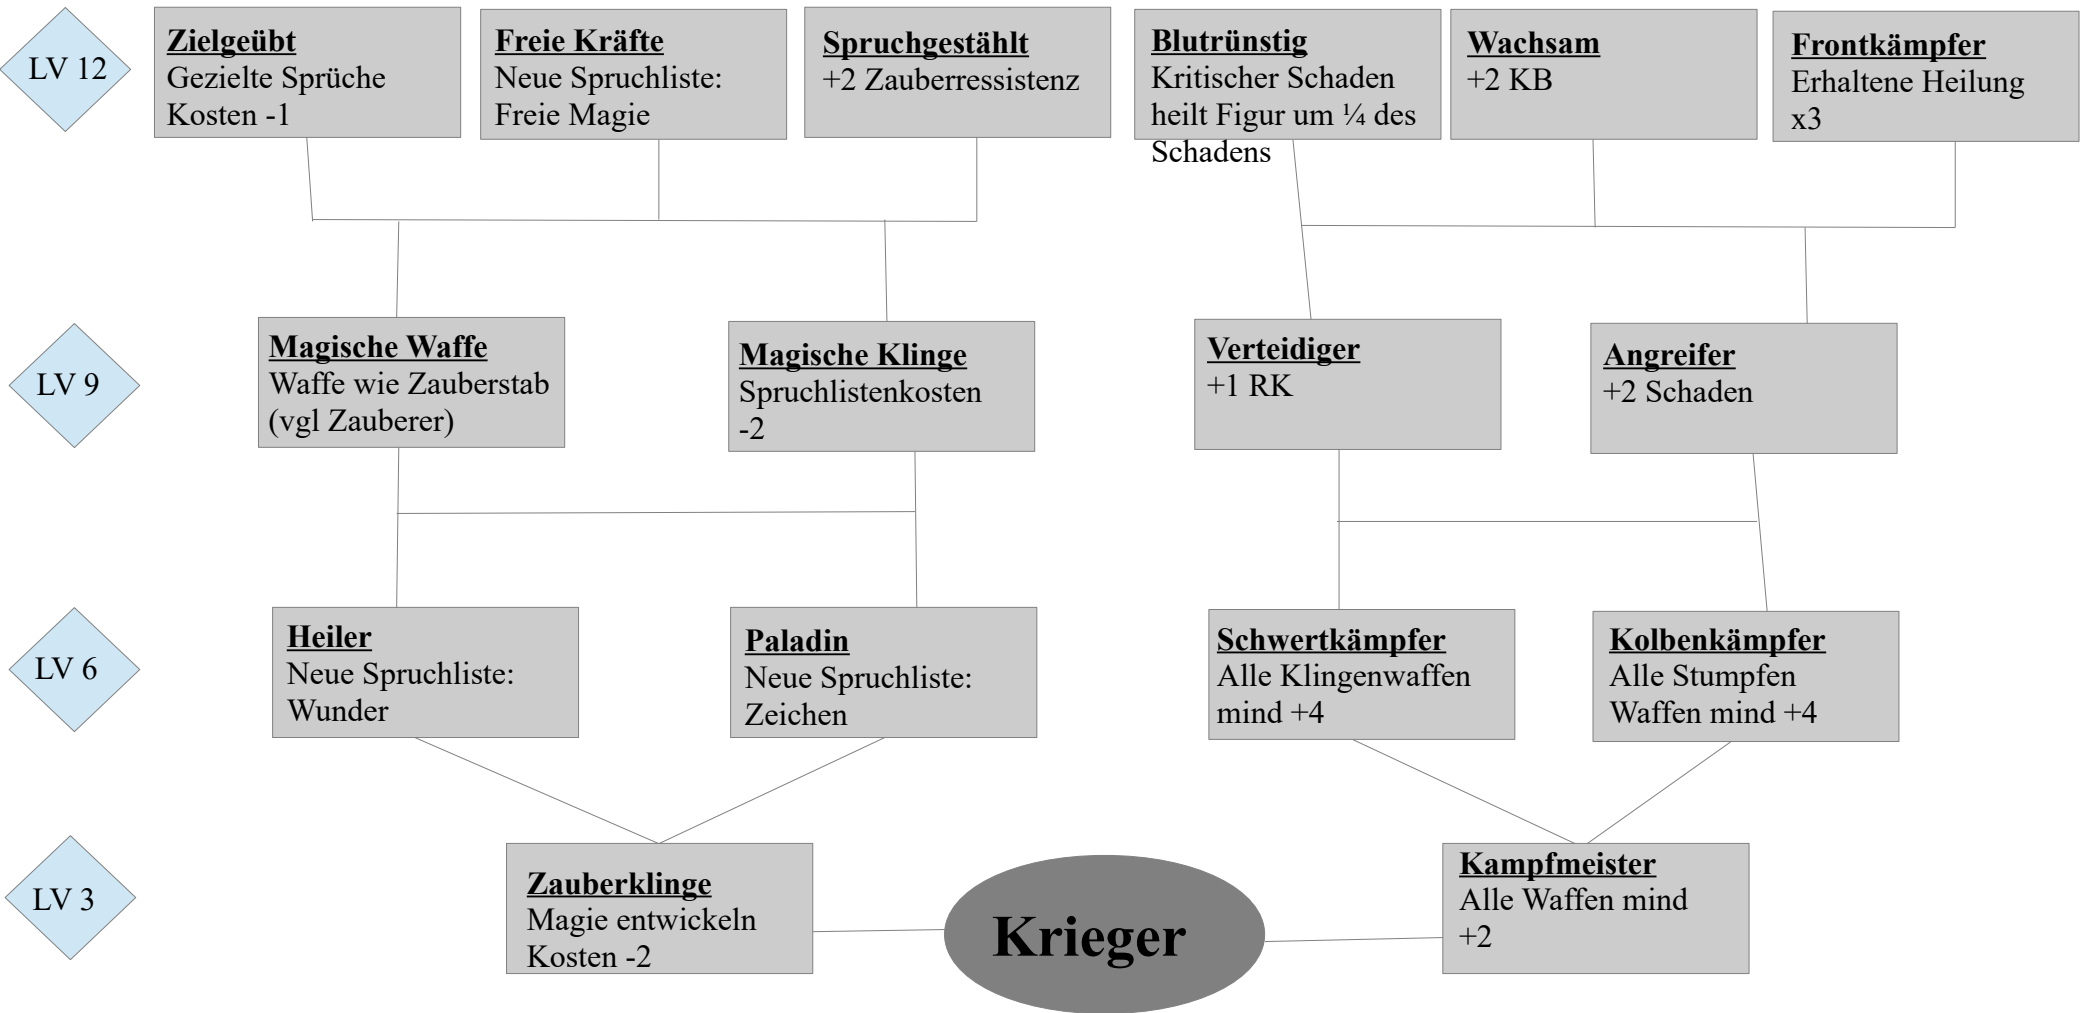 LV 12
Zielgeübt
Gezielte Sprüche
Kosten -1
Freie Kräfte
Neue Spruchliste:
Freie Magie
Spruchgestählt
+2 Zauberressistenz
Blutrünstig
Kritischer Schaden
heilt Figur um ¼ des
Schadens
Wachsam
+2 KB
Frontkämpfer
Erhaltene Heilung
x3
LV 9
Magische Waffe
Waffe wie Zauberstab
(vgl Zauberer)
Magische Klinge
Spruchlistenkosten
-2
Verteidiger
+1 RK
Angreifer
+2 Schaden
LV 6
Heiler
Neue Spruchliste:
Wunder
Paladin
Neue Spruchliste:
Zeichen
Schwertkämpfer
Alle Klingenwaffen
mind +4
Kolbenkämpfer
Alle Stumpfen
Waffen mind +4
LV 3
Zauberklinge
Magie entwickeln
Kosten -2
Krieger
Kampfmeister
Alle Waffen mind
+2